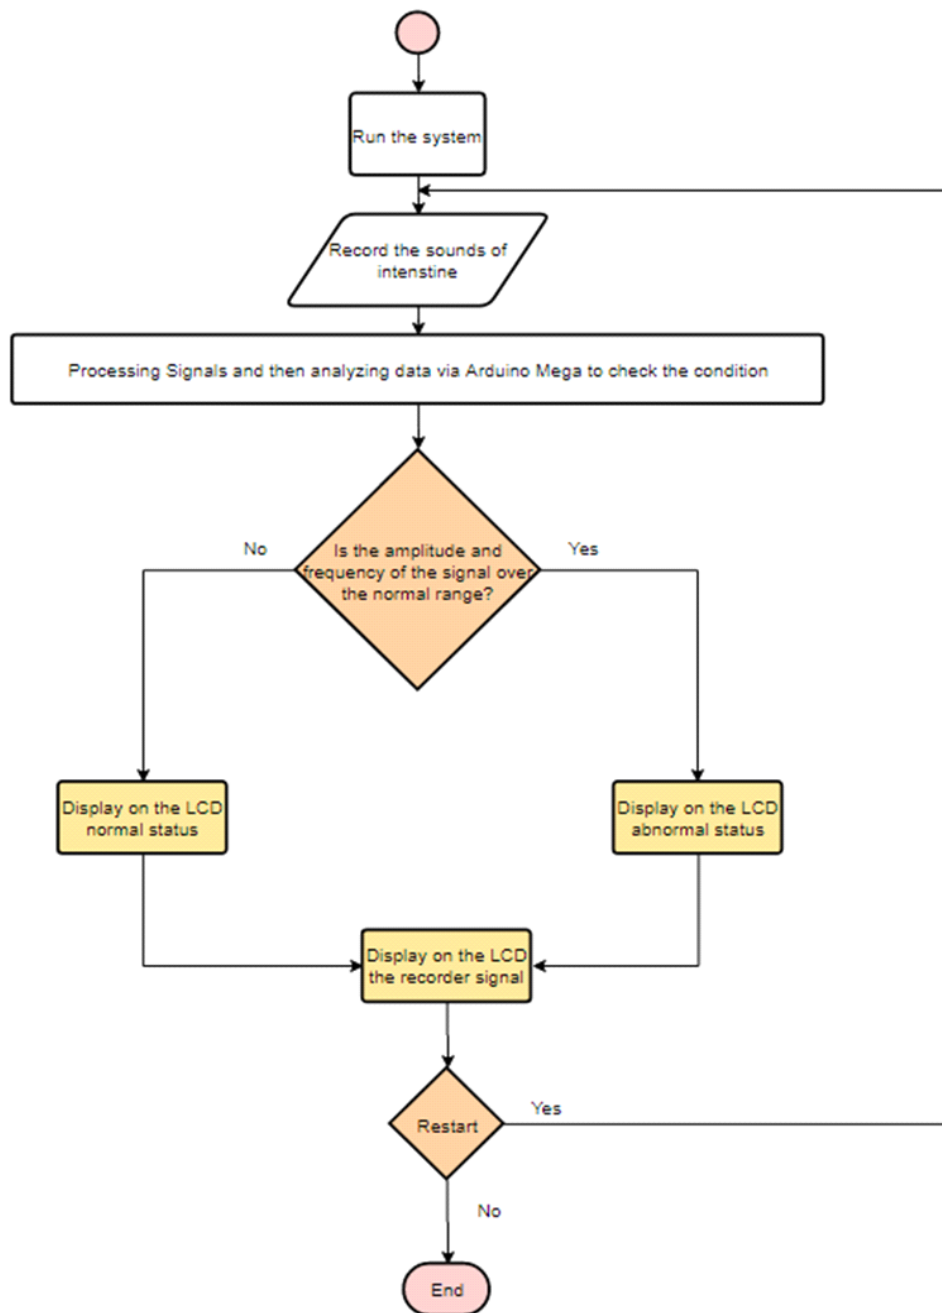 Run the system
Record the sounds of
intenstine
Processing Signals and then analyzing data via Arduino Mega to check the condition
Is the amplitude and
frequency of the signal over
the normal range?
No
Yes
Display on the LCD
normal status
Display on the LCD
abnormal status
Display on the LCD
the recorder signal
Restart
Yes
No
End